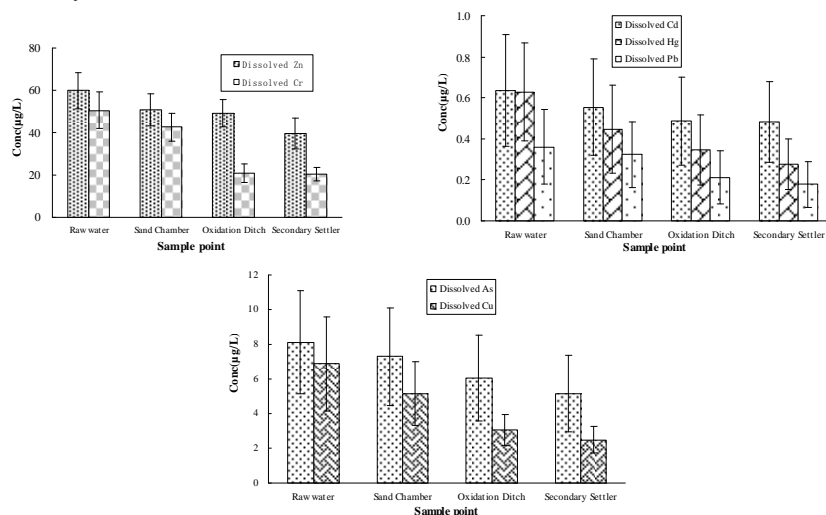 80
60
40
20
0
Conc(µg/L)
Dissolved Zn
Dissolved Cr
Raw water
Sand Chamber
Oxidation Ditch
Secondary Settler
Sample point
1.0
0.8
0.6
0.4
0.2
0.0
Conc(µg/L)
Dissolved Cd
Dissolved Hg
Dissolved Pb
Raw water
Sand Chamber
Oxidation Ditch
Secondary Settler
Sample point
12
10
8
6
4
2
0
Conc(µg/L)
Dissolved As
Dissolved Cu
Raw water
Sand Chamber
Oxidation Ditch
Secondary Settler
Sample point